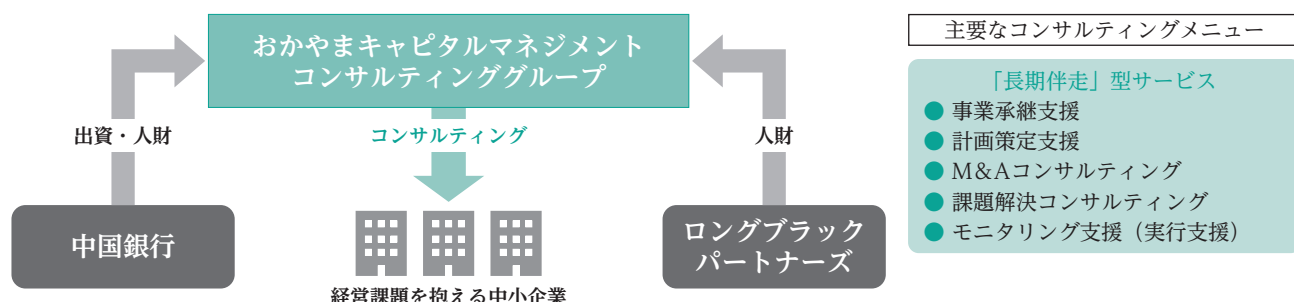 おかやまキャピタルマネジメント
コンサルティンググループ
出資・人財
コンサルティング
人財
中国銀行
ロングブラック
パートナーズ
経営課題を抱える中小企業
主要なコンサルティングメニュー
「長期伴走」型サービス
● 事業承継支援
● 計画策定支援
● M&Aコンサルティング
● 課題解決コンサルティング
● モニタリング支援（実行支援）